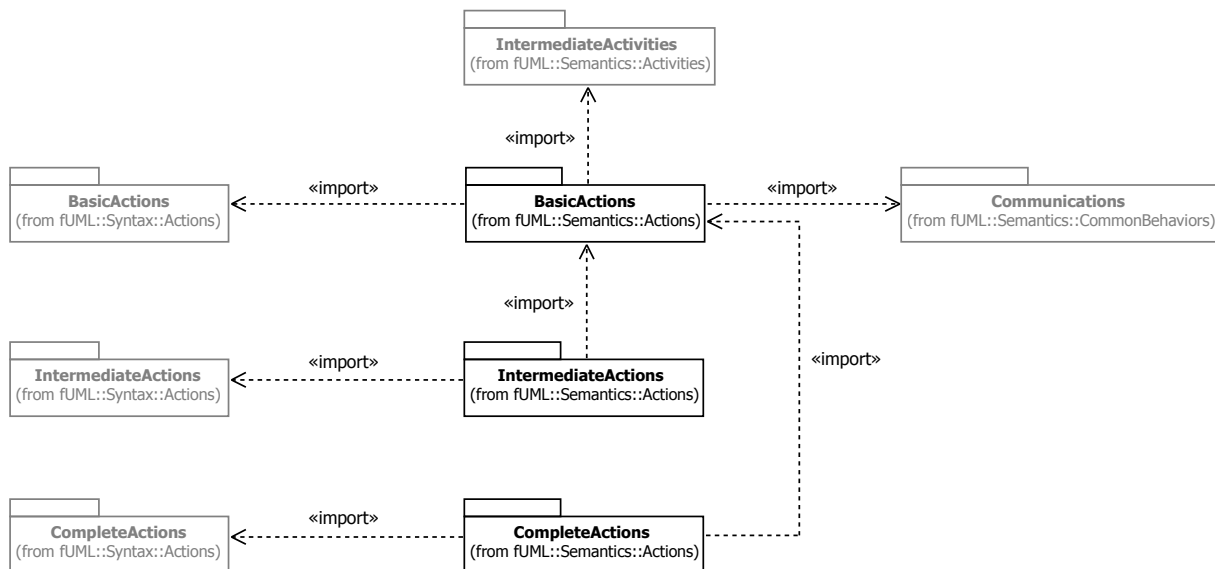 IntermediateActivities
(from fUML::Semantics::Activities)
«import»
BasicActions
(from fUML::Syntax::Actions)
«import»
BasicActions
(from fUML::Semantics::Actions)
«import»
Communications
(from fUML::Semantics::CommonBehaviors)
«import»
IntermediateActions
(from fUML::Syntax::Actions)
«import»
IntermediateActions
(from fUML::Semantics::Actions)
«import»
CompleteActions
(from fUML::Syntax::Actions)
«import»
CompleteActions
(from fUML::Semantics::Actions)